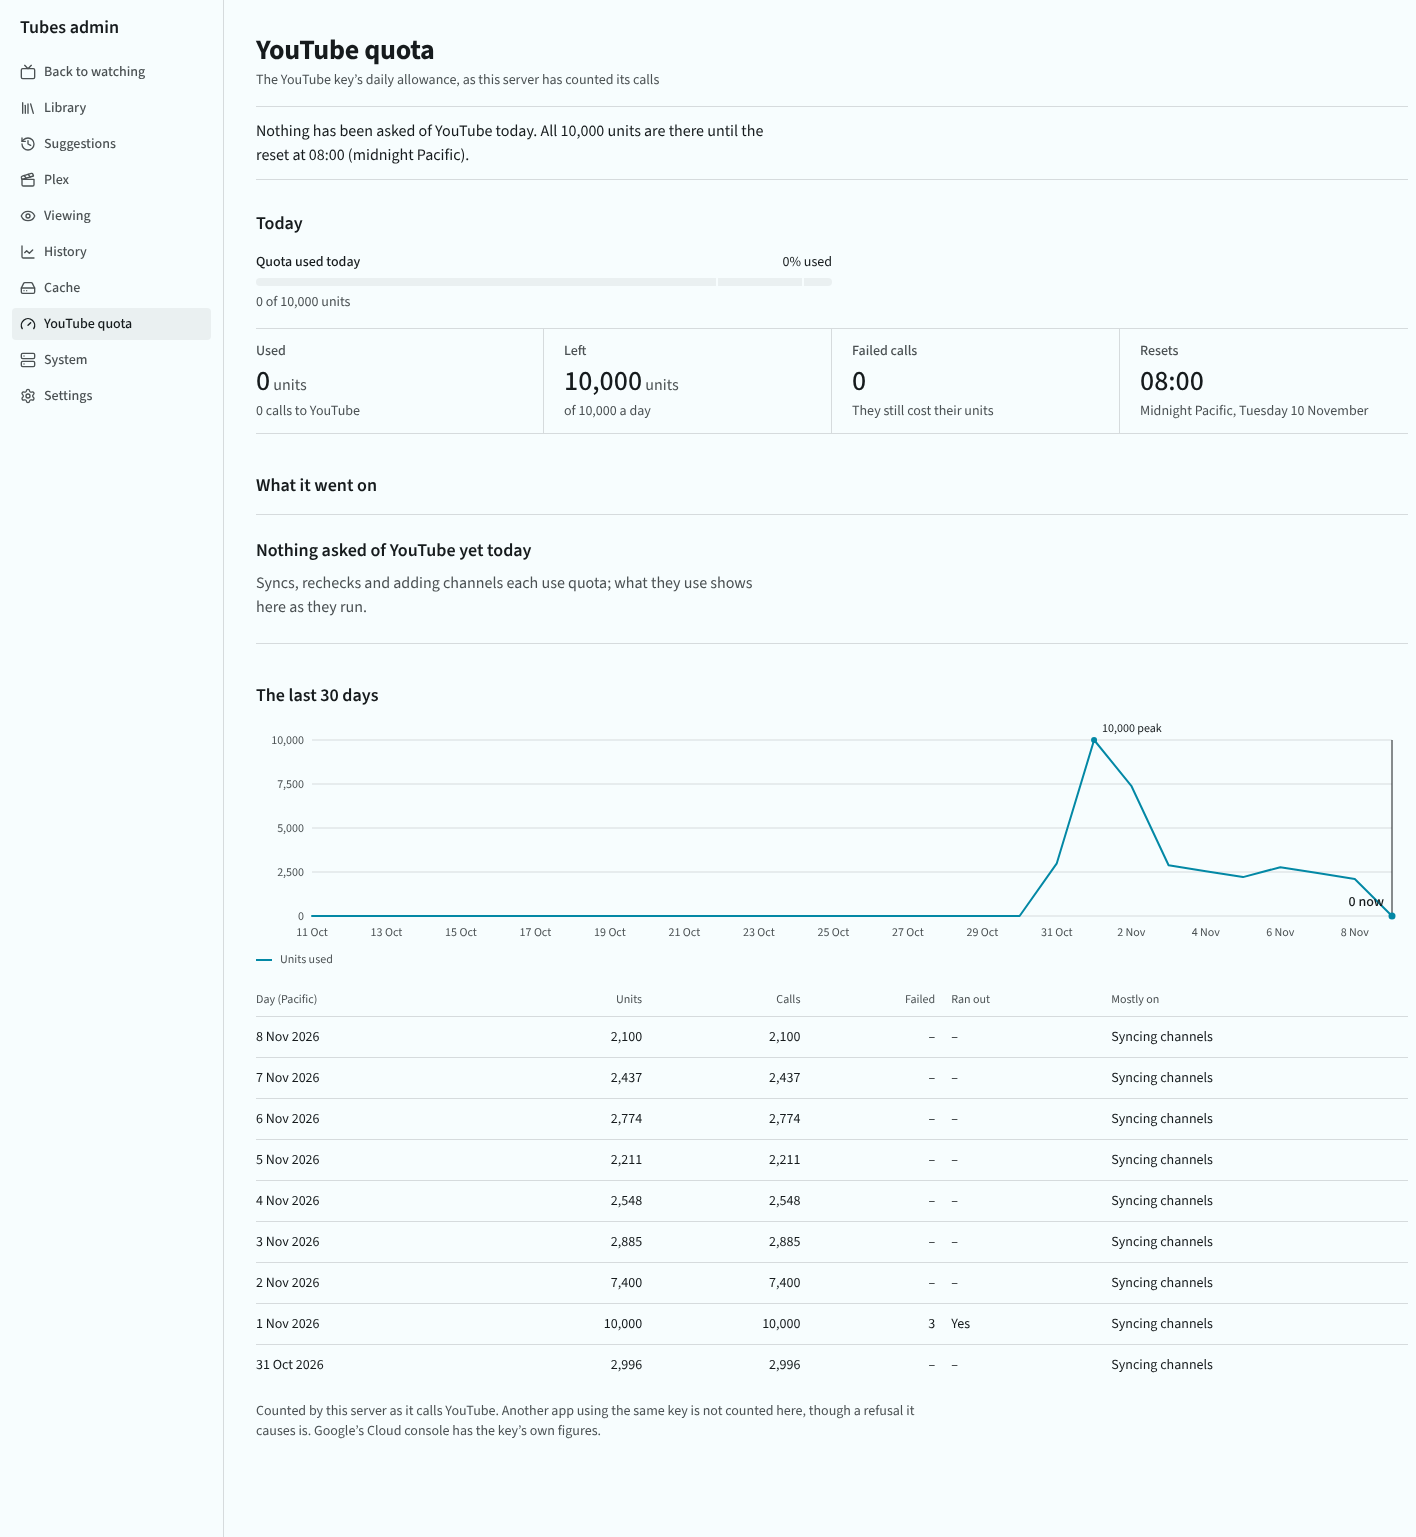 Tubes admin
Back to watching
Library
Suggestions
Plex
Viewing
History
Cache
YouTube quota
System
Settings
YouTube quota
The YouTube key’s daily allowance, as this server has counted its calls
Nothing has been asked of YouTube today. All 10,000 units are there until the
reset at 08:00 (midnight Pacific).
Today
Quota used today 0% used
0 of 10,000 units
Used
0 units
0 calls to YouTube
Left
10,000 units
of 10,000 a day
Failed calls
0
They still cost their units
Resets
08:00
Midnight Pacific, Tuesday 10 November
What it went on
Nothing asked of YouTube yet today
Syncs, rechecks and adding channels each use quota; what they use shows
here as they run.
The last 30 days
10,000 peak
10,000
7,500
5,000
2,500
0 now
0
11 Oct 13 Oct 15 Oct 17 Oct 19 Oct 21 Oct 23 Oct 25 Oct 27 Oct 29 Oct 31 Oct 2 Nov 4 Nov 6 Nov 8 Nov
Units used
Day (Pacific) Units Calls Failed Ran out Mostly on
8 Nov 2026 2,100 2,100 – – Syncing channels
7 Nov 2026 2,437 2,437 – – Syncing channels
6 Nov 2026 2,774 2,774 – – Syncing channels
5 Nov 2026 2,211 2,211 – – Syncing channels
4 Nov 2026 2,548 2,548 – – Syncing channels
3 Nov 2026 2,885 2,885 – – Syncing channels
2 Nov 2026 7,400 7,400 – – Syncing channels
1 Nov 2026 10,000 10,000 3 Yes Syncing channels
31 Oct 2026 2,996 2,996 – – Syncing channels
Counted by this server as it calls YouTube. Another app using the same key is not counted here, though a refusal it
causes is. Google’s Cloud console has the key’s own figures.